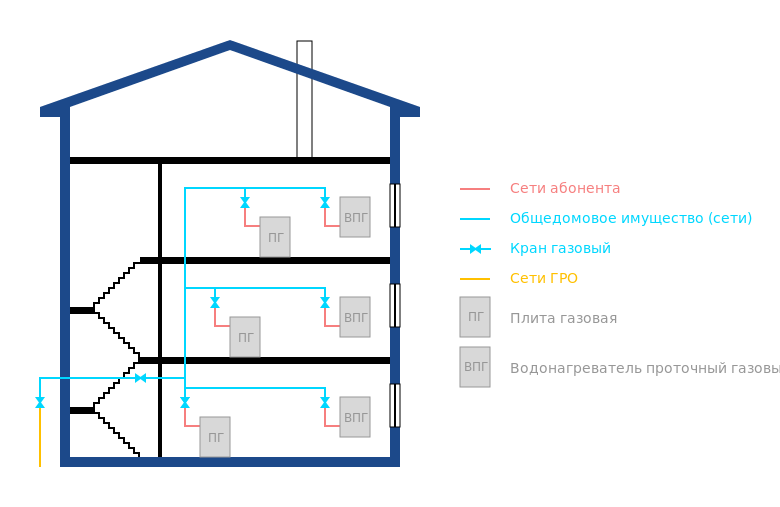 ВПГ
ПГ
ВПГ
ПГ
ВПГ
ПГ
Сети абонента
Общедомовое имущество (сети)
Кран газовый
Сети ГРО
ПГ
Плита газовая
ВПГ
Водонагреватель проточный газовы